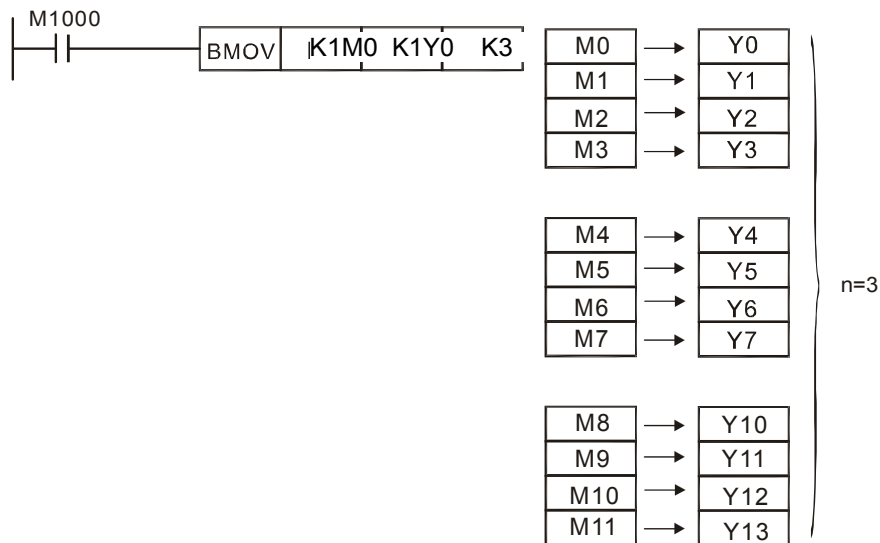 M1000
BMOV K1M0 K1Y0 K3
M0 Y0
M1 Y1
M2 Y2
M3 Y3
M4 Y4
M5 Y5
M6 Y6
M7 Y7
n=3
M8 Y10
M9 Y11
M10 Y12
M11 Y13